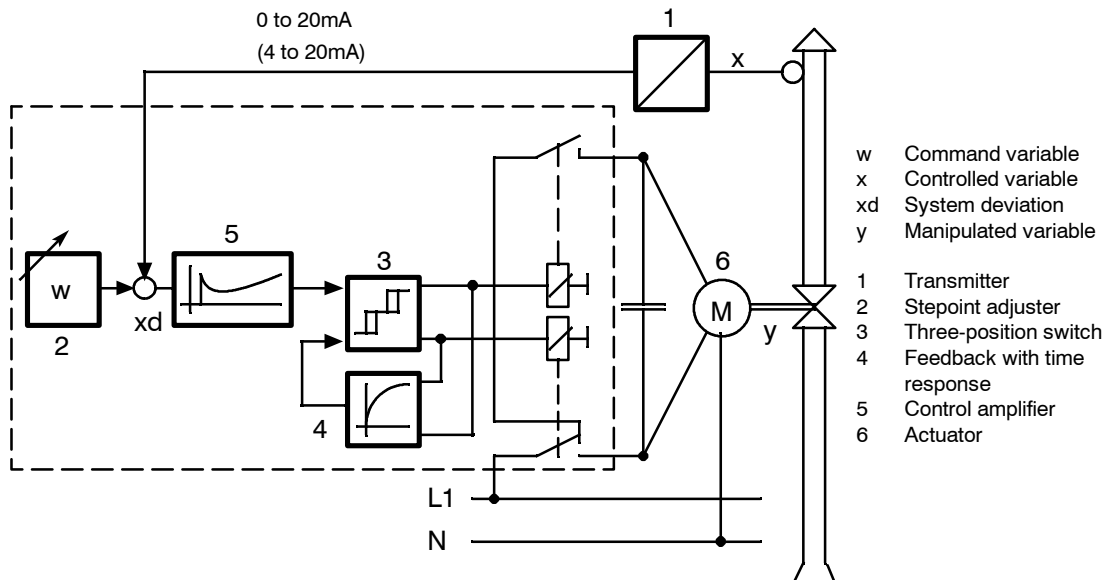 0 to 20mA
(4 to 20mA)
1
x
w
2
xd
5
3
4
6
M
y
L1
N
w Command variable
x Controlled variable
xd System deviation
y Manipulated variable
1 Transmitter
2 Stepoint adjuster
3 Three-position switch
4 Feedback with time
response
5 Control amplifier
6 Actuator